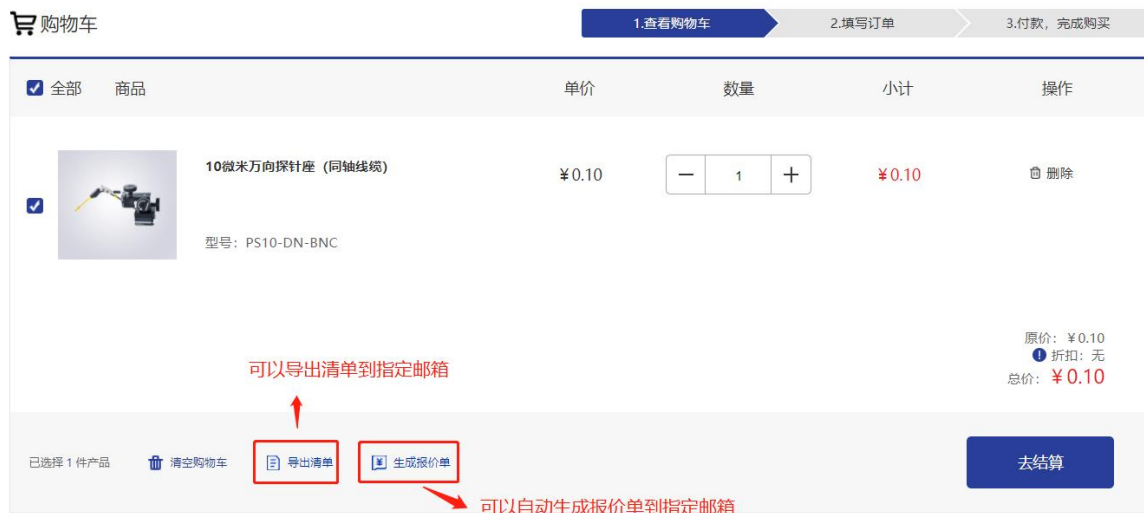 购物车
1.查看购物车
2.填写订单
3.付款，完成购买
全部 商品 单价 数量 小计 操作
10微米万向探针座（同轴线缆）
¥0.10 － 1 ＋ ¥0.10 删除
型号：PS10-DN-BNC
原价：¥0.10
折扣：无
总价：¥0.10
可以导出清单到指定邮箱
已选择 1 件产品 清空购物车 导出清单 生成报价单 去结算
可以自动生成报价单到指定邮箱